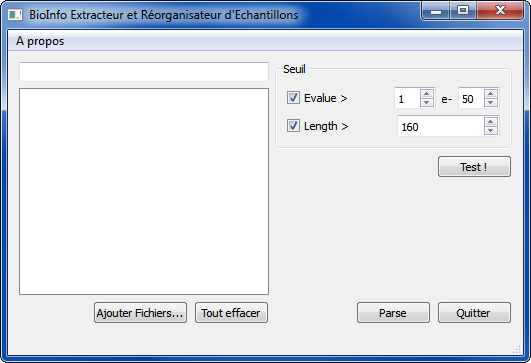 BioInfo Extracteur et Réorganisateur d'Echantillons
A propos
Seuil
Evalue > 1 e- 50
Length > 160
Test !
Ajouter Fichiers... Tout effacer Parse Quitter